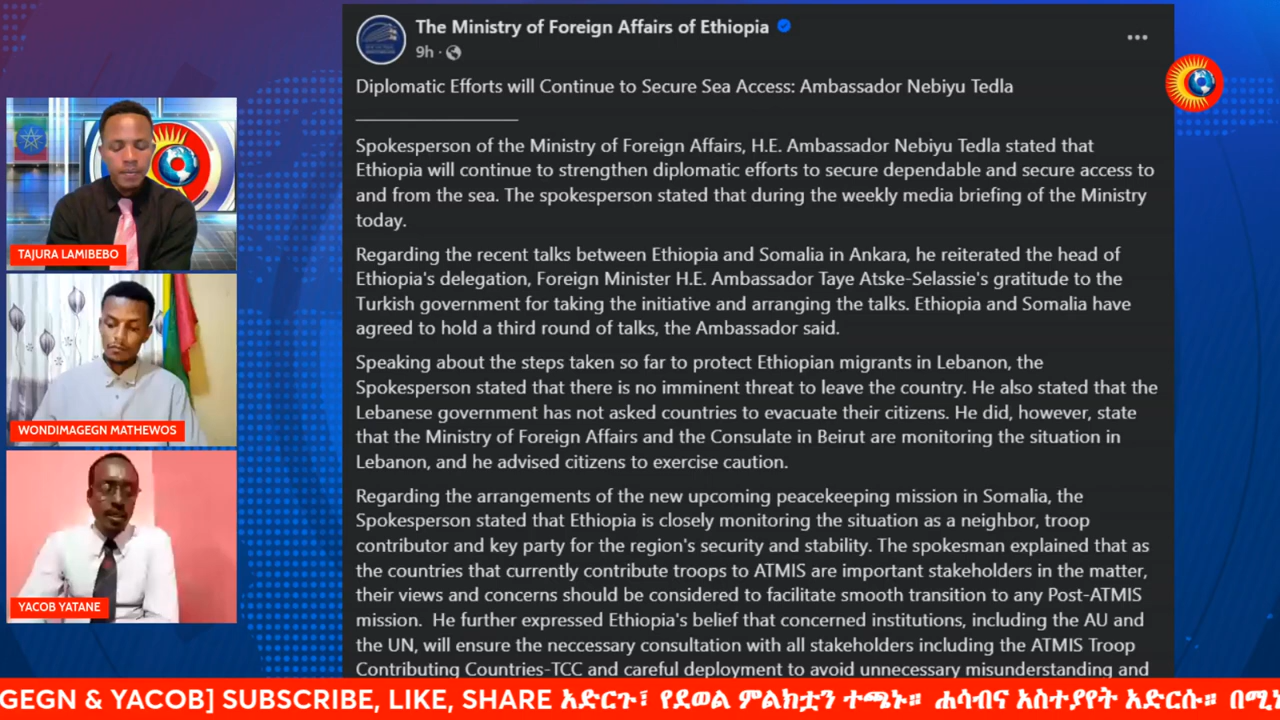 The Ministry of Foreign Affairs of Ethiopia
9h ·
Diplomatic Efforts will Continue to Secure Sea Access: Ambassador Nebiyu Tedla
Spokesperson of the Ministry of Foreign Affairs, H.E. Ambassador Nebiyu Tedla stated that
Ethiopia will continue to strengthen diplomatic efforts to secure dependable and secure access to
and from the sea. The spokesperson stated that during the weekly media briefing of the Ministry
today.
Regarding the recent talks between Ethiopia and Somalia in Ankara, he reiterated the head of
Ethiopia's delegation, Foreign Minister H.E. Ambassador Taye Atske-Selassie's gratitude to the
Turkish government for taking the initiative and arranging the talks. Ethiopia and Somalia have
agreed to hold a third round of talks, the Ambassador said.
Speaking about the steps taken so far to protect Ethiopian migrants in Lebanon, the
Spokesperson stated that there is no imminent threat to leave the country. He also stated that the
Lebanese government has not asked countries to evacuate their citizens. He did, however, state
that the Ministry of Foreign Affairs and the Consulate in Beirut are monitoring the situation in
Lebanon, and he advised citizens to exercise caution.
Regarding the arrangements of the new upcoming peacekeeping mission in Somalia, the
Spokesperson stated that Ethiopia is closely monitoring the situation as a neighbor, troop
contributor and key party for the region's security and stability. The spokesman explained that as
the countries that currently contribute troops to ATMIS are important stakeholders in the matter,
their views and concerns should be considered to facilitate smooth transition to any Post-ATMIS
mission. He further expressed Ethiopia's belief that concerned institutions, including the AU and
the UN, will ensure the neccessary consultation with all stakeholders including the ATMIS Troop
Contributing Countries-TCC and careful deployment to avoid unnecessary misunderstanding and
TAJURA LAMIBEBO
WONDIMAGEGN MATHEWOS
YACOB YATANE
GEGN & YACOB] SUBSCRIBE, LIKE, SHARE አድርጉ፣ የደወል ምልክቷን ተጫኑ። ሐሳብና አስተያየት አድርሱ። በሚ